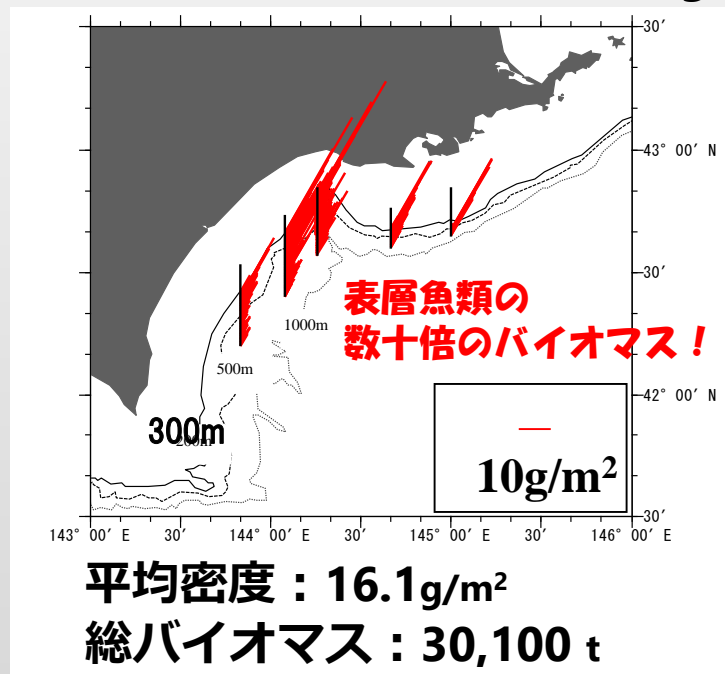 30′
43° 00′ N
30′
表層魚類の
数十倍のバイオマス！
1000m
500m
42° 00′ N
300m
200m
10g/m²
30′
143° 00′ E 30′ 144° 00′ E 30′ 145° 00′ E 30′ 146° 00′ E
平均密度：16.1g/m²
総バイオマス：30,100 t